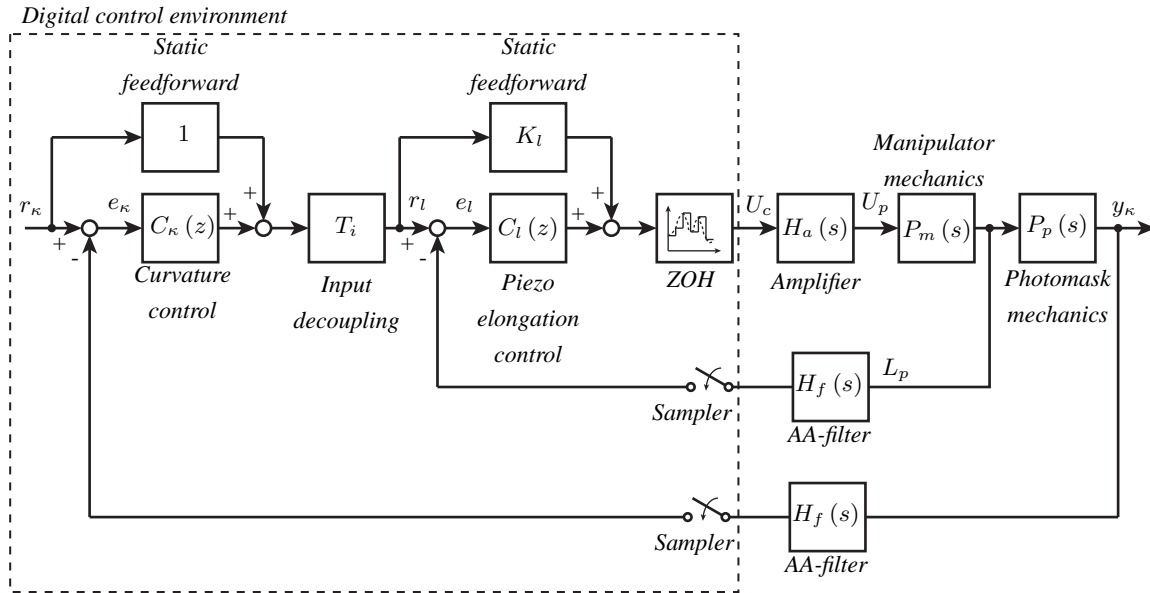 Digital control environment
Static
feedforward
1
Static
feedforward
K_l
r_κ
+
-
e_κ
C_κ (z)
+
+
Curvature
control
T_i
Input
decoupling
r_l
+
-
e_l
C_l (z)
+
+
Piezo
elongation
control
ZOH
U_c
H_a (s)
Amplifier
U_p
Manipulator
mechanics
P_m (s)
P_p (s)
Photomask
mechanics
y_κ
Sampler
H_f (s)
AA-filter
L_p
Sampler
H_f (s)
AA-filter